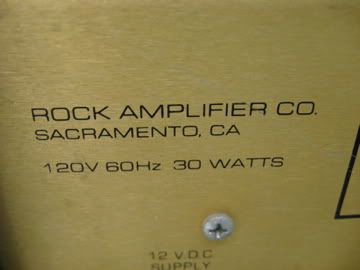 ROCK AMPLIFIER CO.
SACRAMENTO, CA
120V 60Hz 30 WATTS
12 V.D.C
SUPPLY